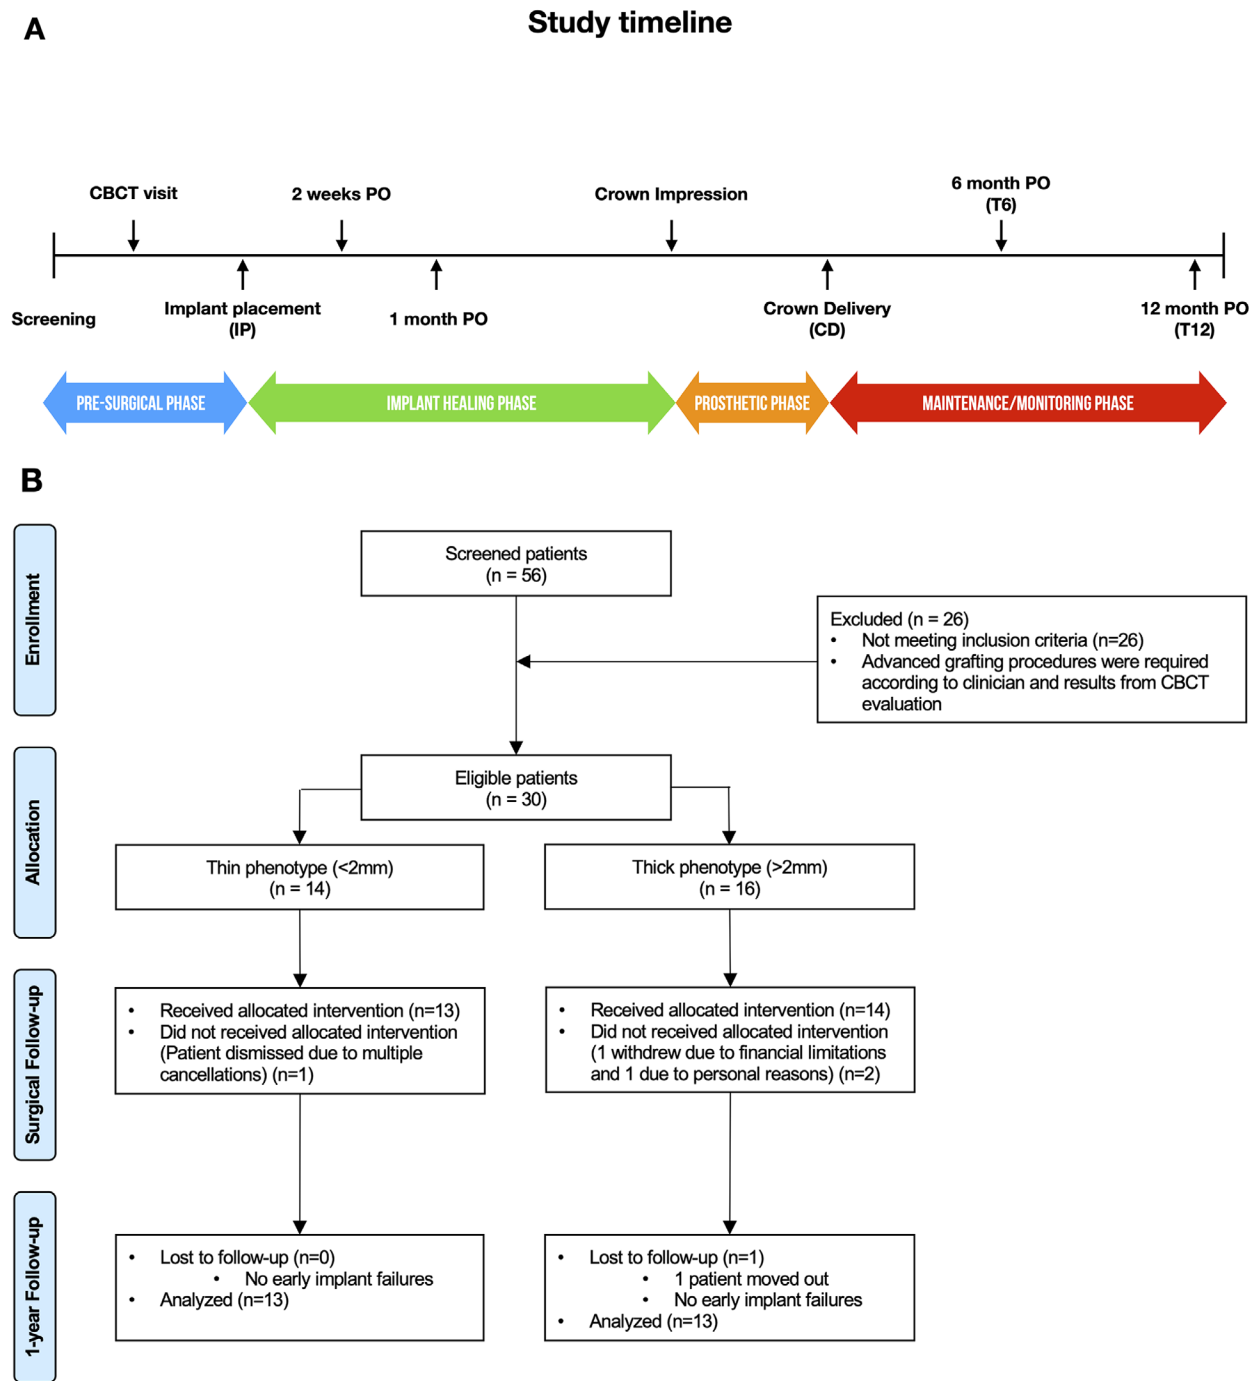 A
Study timeline
CBCT visit
2 weeks PO
Crown Impression
6 month PO
(T6)
Screening
Implant placement
(IP)
1 month PO
Crown Delivery
(CD)
12 month PO
(T12)
PRE-SURGICAL PHASE
IMPLANT HEALING PHASE
PROSTHETIC PHASE
MAINTENANCE/MONITORING PHASE
B
Enrollment
Screened patients
(n = 56)
Excluded (n = 26)
• Not meeting inclusion criteria (n=26)
• Advanced grafting procedures were required
according to clinician and results from CBCT
evaluation
Allocation
Eligible patients
(n = 30)
Thin phenotype (<2mm)
(n = 14)
Thick phenotype (>2mm)
(n = 16)
Surgical Follow-up
• Received allocated intervention (n=13)
• Did not received allocated intervention
(Patient dismissed due to multiple
cancellations) (n=1)
• Received allocated intervention (n=14)
• Did not received allocated intervention
(1 withdrew due to financial limitations
and 1 due to personal reasons) (n=2)
1-year Follow-up
• Lost to follow-up (n=0)
• No early implant failures
• Analyzed (n=13)
• Lost to follow-up (n=1)
• 1 patient moved out
• No early implant failures
• Analyzed (n=13)